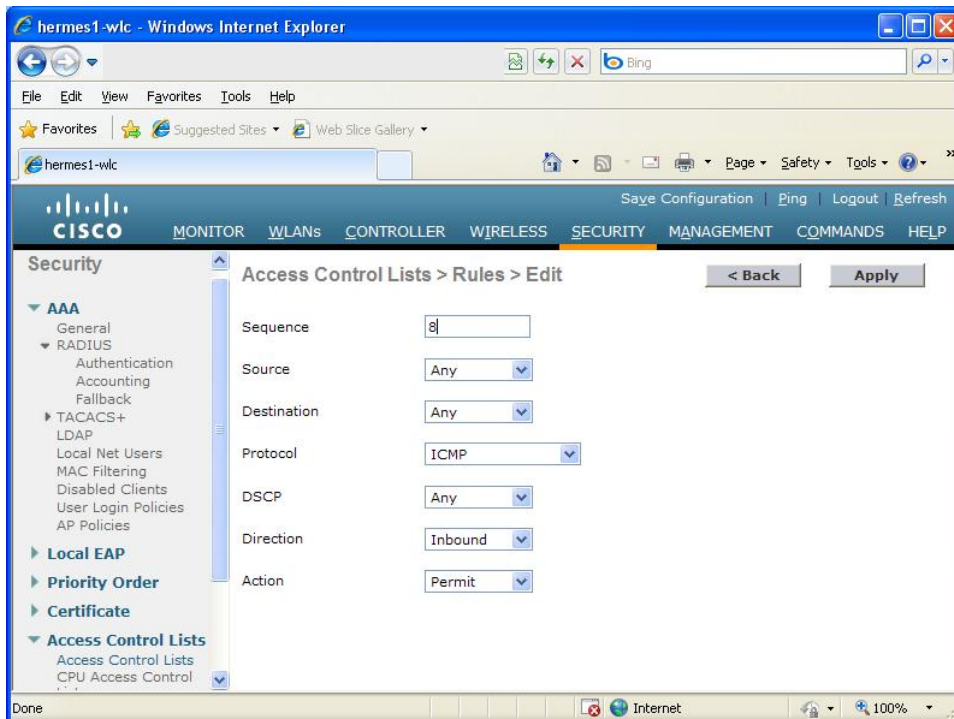 hermes1-wlc - Windows Internet Explorer
Bing
File Edit View Favorites Tools Help
Favorites Suggested Sites Web Slice Gallery
hermes1-wlc Page Safety Tools »
Save Configuration | Ping | Logout | Refresh
CISCO MONITOR WLANs CONTROLLER WIRELESS SECURITY MANAGEMENT COMMANDS HELP
Security
AAA
General
RADIUS
Authentication
Accounting
Fallback
TACACS+
LDAP
Local Net Users
MAC Filtering
Disabled Clients
User Login Policies
AP Policies
Local EAP
Priority Order
Certificate
Access Control Lists
Access Control Lists
CPU Access Control
Access Control Lists > Rules > Edit < Back Apply
Sequence 8
Source Any
Destination Any
Protocol ICMP
DSCP Any
Direction Inbound
Action Permit
Done Internet 100%